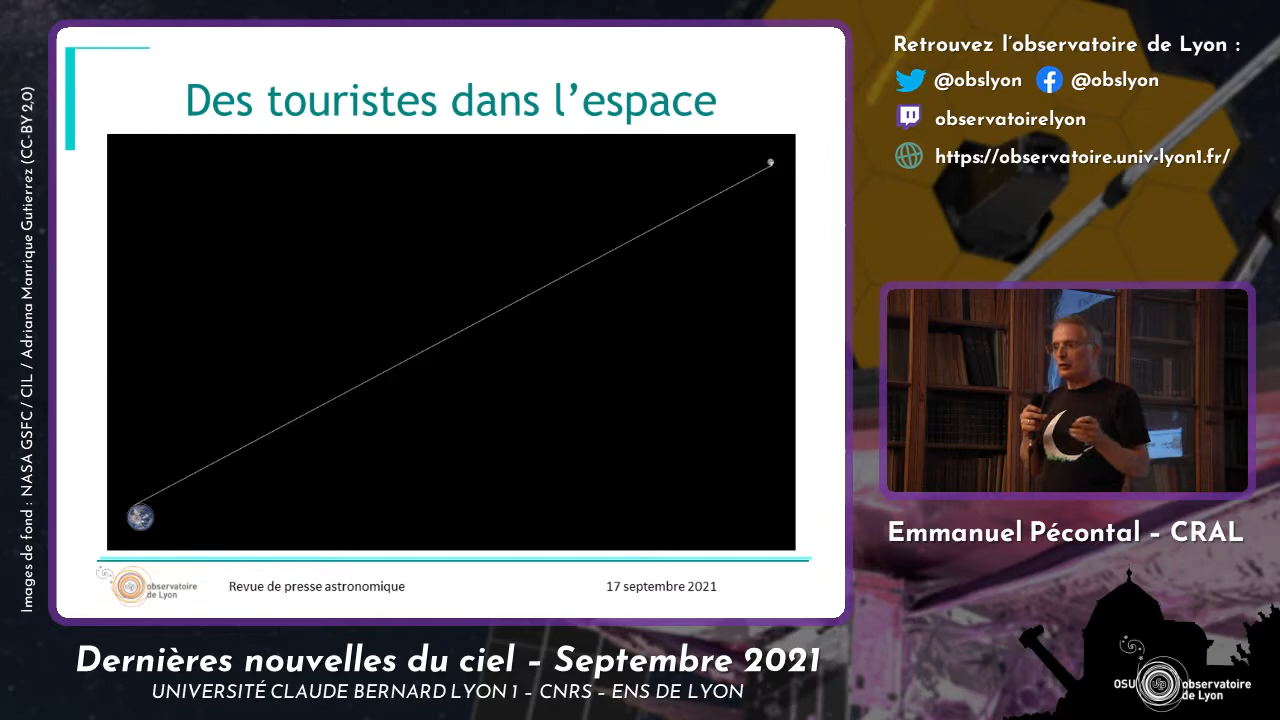 Images de fond : NASA GSFC / CIL / Adriana Manrique Gutierrez (CC-BY 2,0)
Des touristes dans l'espace
observatoire
de Lyon
Revue de presse astronomique
17 septembre 2021
Dernières nouvelles du ciel – Septembre 2021
UNIVERSITÉ CLAUDE BERNARD LYON 1 – CNRS – ENS DE LYON
Retrouvez l'observatoire de Lyon :
@obslyon @obslyon
observatoirelyon
https://observatoire.univ-lyon1.fr/
Emmanuel Pécontal – CRAL
OSU observatoire
de Lyon